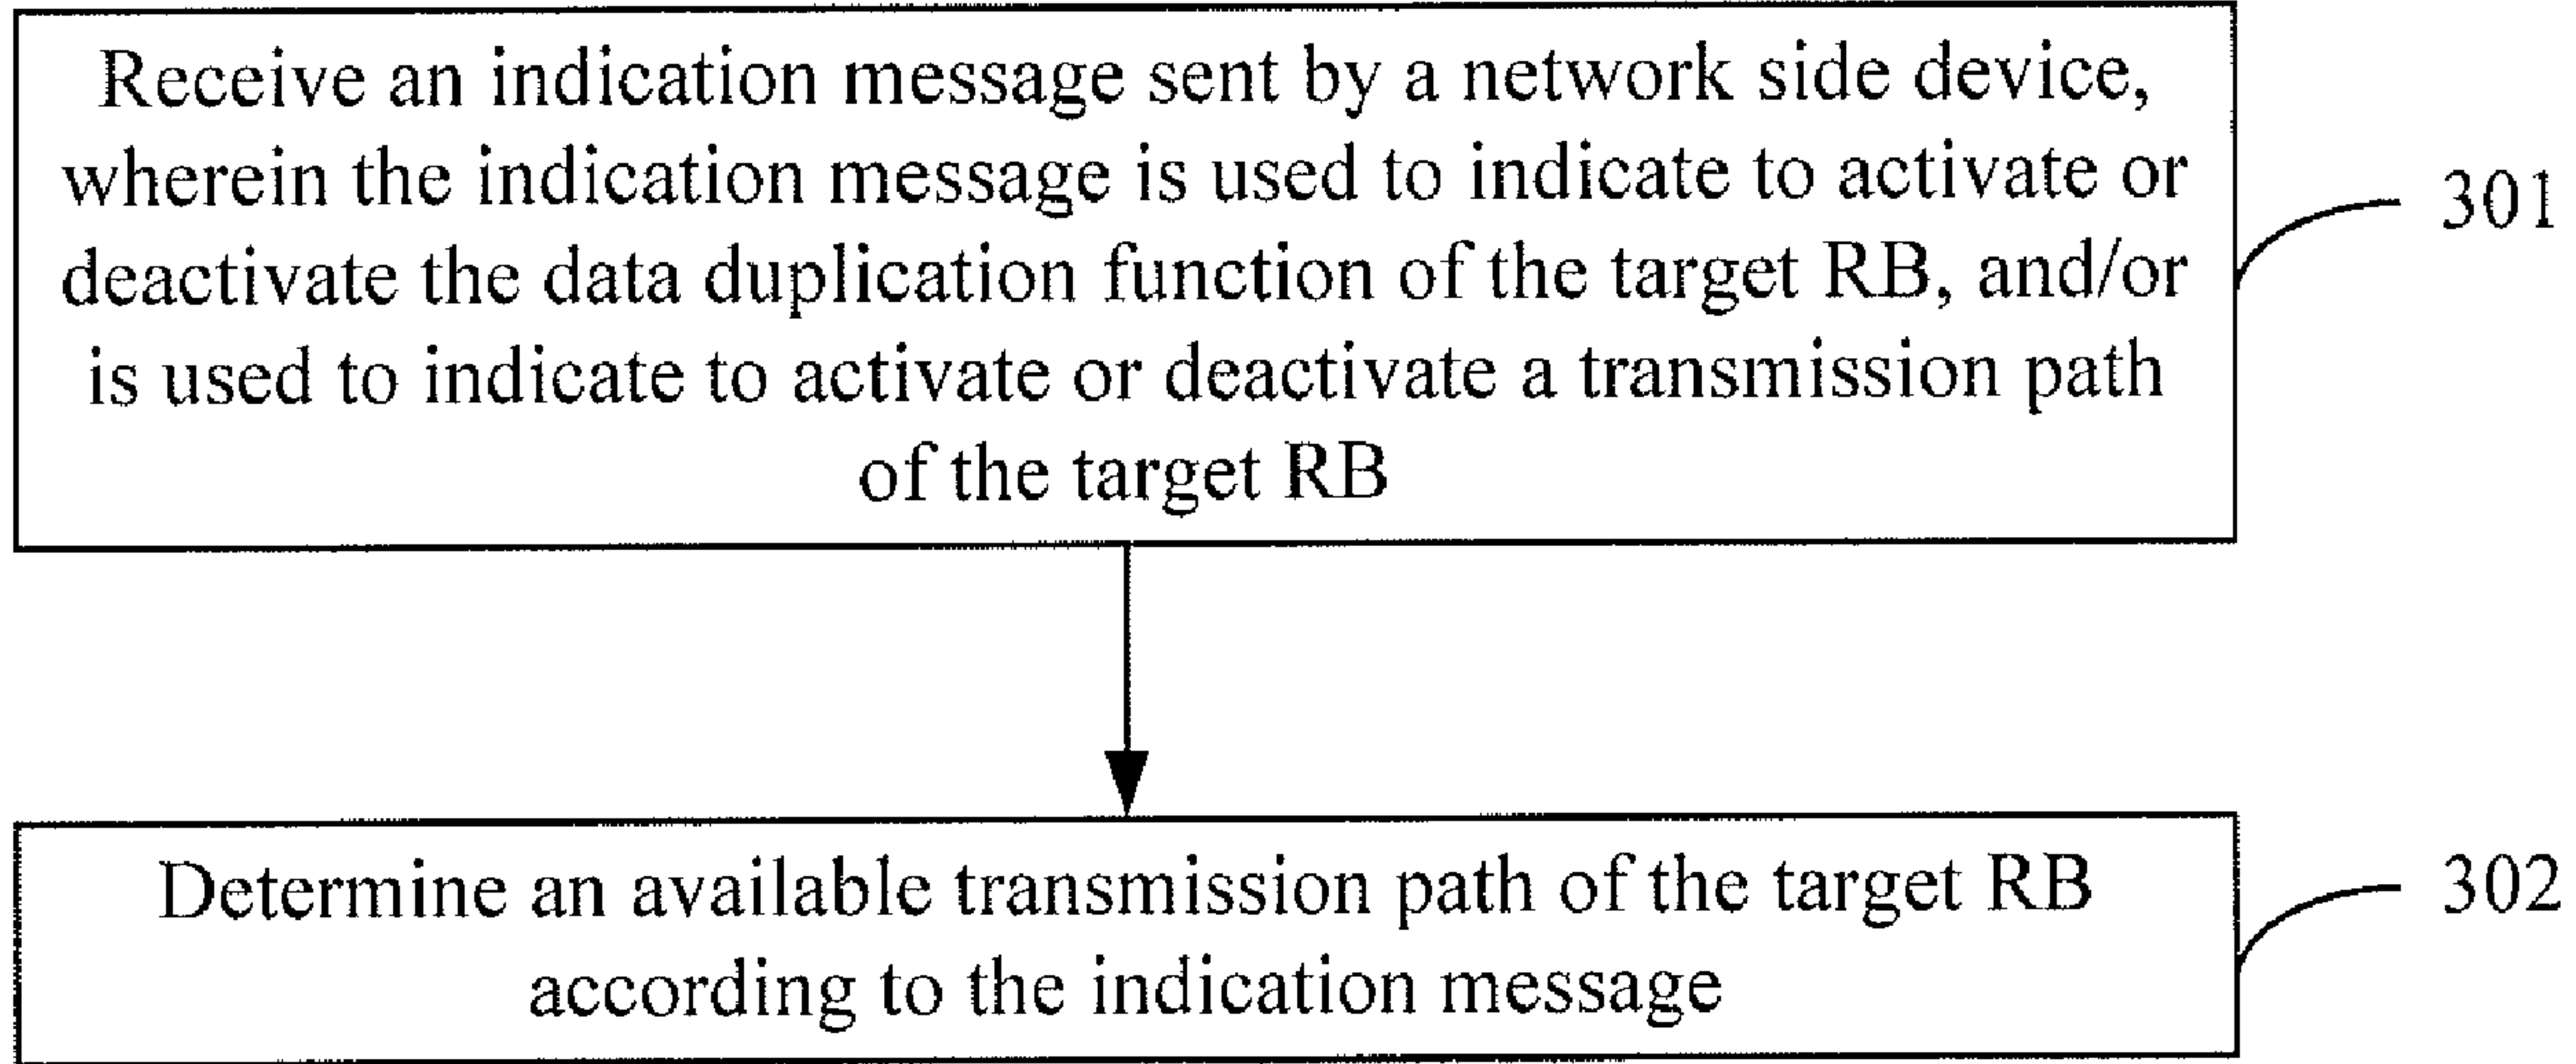 Receive an indication message sent by a network side device,
wherein the indication message is used to indicate to activate or
deactivate the data duplication function of the target RB, and/or
is used to indicate to activate or deactivate a transmission path
of the target RB
301
Determine an available transmission path of the target RB
according to the indication message
302